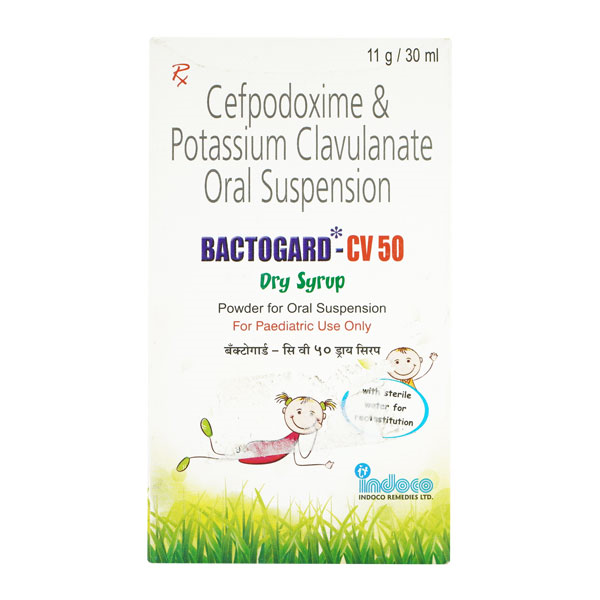 11 g / 30 ml
Rx
Cefpodoxime &
Potassium Clavulanate
Oral Suspension
BACTOGARD*-CV 50
Dry Syrup
Powder for Oral Suspension
For Paediatric Use Only
बॅक्टोगार्ड – सि वी ५० ड्राय सिरप
with sterile
water for
reconstitution
indoco
INDOCO REMEDIES LTD.